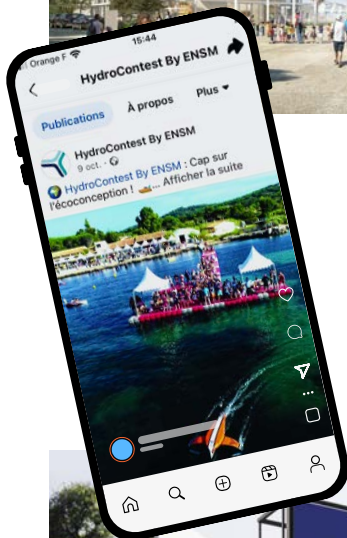 Orange F 15:44
HydroContest By ENSM
Publications À propos Plus
HydroContest By ENSM
9 oct. ·
HydroContest By ENSM : Cap sur
l'écoconception ! ... Afficher la suite